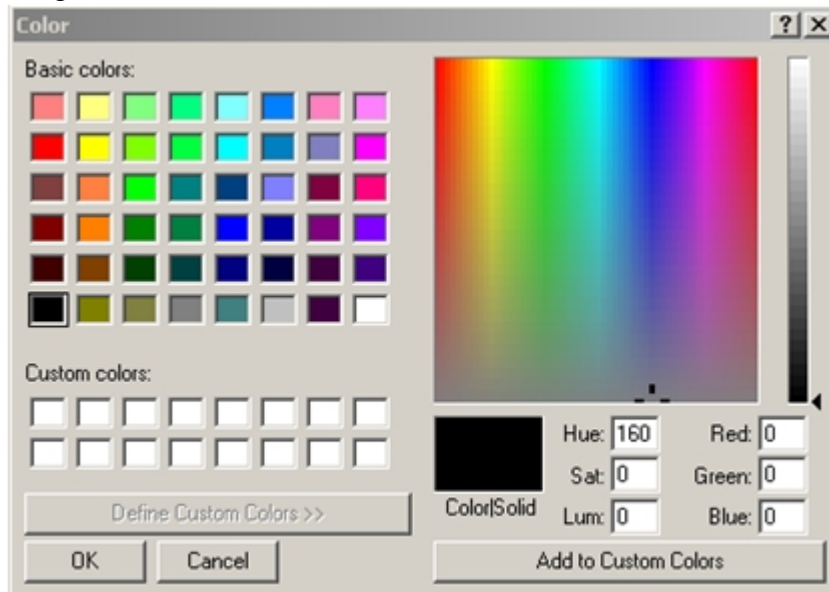 Color
Basic colors:
Custom colors:
Define Custom Colors >>
OK Cancel
Color|Solid
Hue: 160 Red: 0
Sat: 0 Green: 0
Lum: 0 Blue: 0
Add to Custom Colors